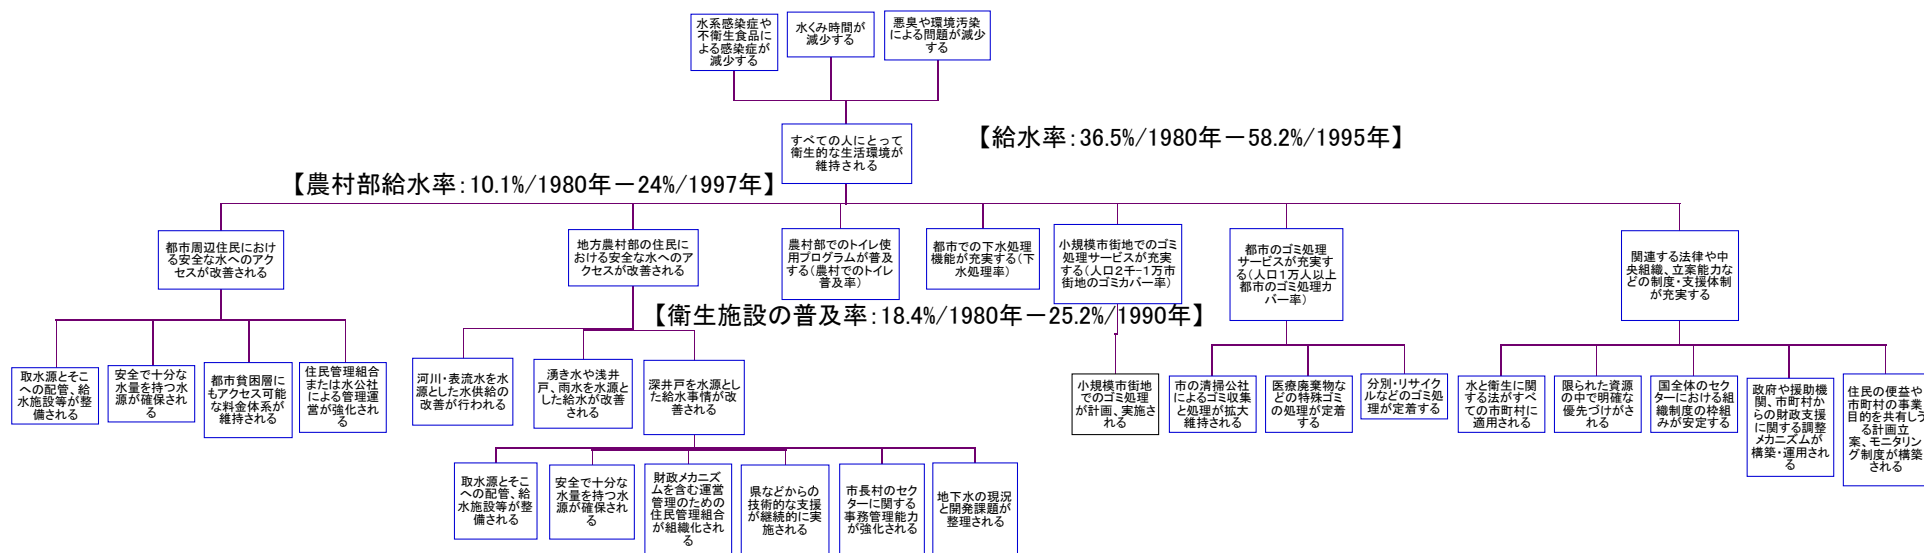 水系感染症や
不衛生食品に
よる感染症が
減少する
水くみ時間が
減少する
悪臭や環境汚染
による問題が減少
する
すべての人にとって
衛生的な生活環境が
維持される
【給水率：36.5%/1980年－58.2%/1995年】
【農村部給水率：10.1%/1980年－24%/1997年】
都市周辺住民におけ
る安全な水へのアク
セスが改善される
地方農村部の住民に
おける安全な水へのア
クセスが改善される
農村部でのトイレ使
用プログラムが普及
する（農村でのトイレ
普及率）
都市での下水処理
機能が充実する（下
水処理率）
小規模市街地でのゴミ
処理サービスが充実
する（人口２千-１万市
街地のゴミカバー率）
都市のゴミ処理
サービスが充実す
る（人口１万人以上
都市のゴミ処理カ
バー率）
関連する法律や中
央組織、立案能力な
どの制度・支援体制
が充実する
【衛生施設の普及率：18.4%/1980年－25.2%/1990年】
取水源とそこ
への配管、給
水施設等が整
備される
安全で十分な
水量を持つ水
源が確保され
る
都市貧困層に
もアクセス可能
な料金体系が
維持される
住民管理組合
または水公社
による管理運
営が強化され
る
河川・表流水を水
源とした水供給の
改善が行われる
湧き水や浅井
戸、雨水を水源と
した給水が改善
される
深井戸を水源とし
た給水事情が改
善される
小規模市街地
でのゴミ処理
が計画、実施さ
れる
市の清掃公社
によるゴミ収集
と処理が拡大
維持される
医療廃棄物な
どの特殊ゴミ
の処理が定着
する
分別・リサイク
ルなどのゴミ処
理が定着する
水と衛生に関
する法がすべ
ての市町村に
適用される
限られた資源
の中で明確な
優先づけがさ
れる
国全体のセク
ターにおける組
織制度の枠組
みが安定する
政府や援助機
関、市町村か
らの財政支援
に関する調整
メカニズムが
構築・運用され
る
住民の便益や
市町村の事業
目的を共有しう
る計画立
案、モニタリン
グ制度が構築
される
取水源とそこ
への配管、給
水施設等が整
備される
安全で十分な
水量を持つ水
源が確保され
る
財政メカニズ
ムを含む運営
管理のための
住民管理組合
が組織化され
る
県などからの
技術的な支援
が継続的に実
施される
市長村のセク
ターに関する
事務管理能力
が強化される
地下水の現況
と開発課題が
整理される